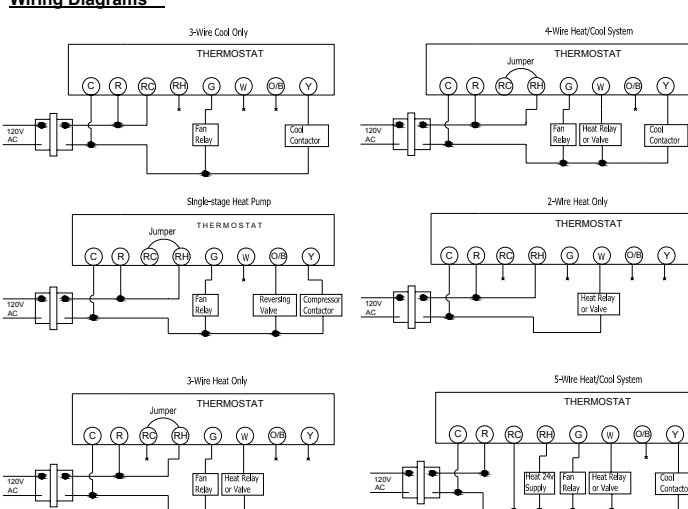 Wiring Diagrams
3-Wire Cool Only
THERMOSTAT
C R RC RH G W O/B Y
120V
AC
Fan
Relay
Cool
Contactor
4-Wire Heat/Cool System
THERMOSTAT
Jumper
C R RC RH G W O/B Y
120V
AC
Fan
Relay
Heat Relay
or Valve
Cool
Contactor
Single-stage Heat Pump
THERMOSTAT
Jumper
C R RC RH G W O/B Y
120V
AC
Fan
Relay
Reversing
Valve
Compressor
Contactor
2-Wire Heat Only
THERMOSTAT
C R RC RH G W O/B Y
120V
AC
Heat Relay
or Valve
3-Wire Heat Only
THERMOSTAT
Jumper
C R RC RH G W O/B Y
120V
AC
Fan
Relay
Heat Relay
or Valve
5-Wire Heat/Cool System
THERMOSTAT
C R RC RH G W O/B Y
120V
AC
Heat 24v
Supply
Fan
Relay
Heat Relay
or Valve
Cool
Contacto